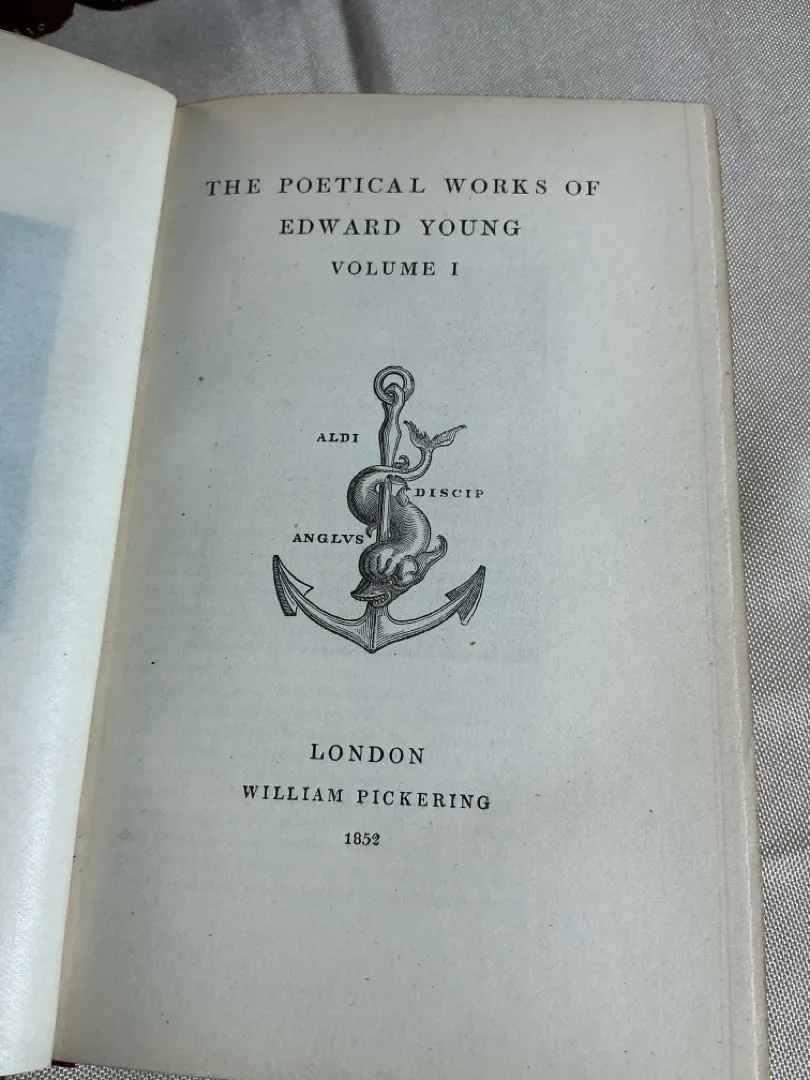 THE POETICAL WORKS OF
EDWARD YOUNG
VOLUME I
ALDI
DISCIP
ANGLVS
LONDON
WILLIAM PICKERING
1852